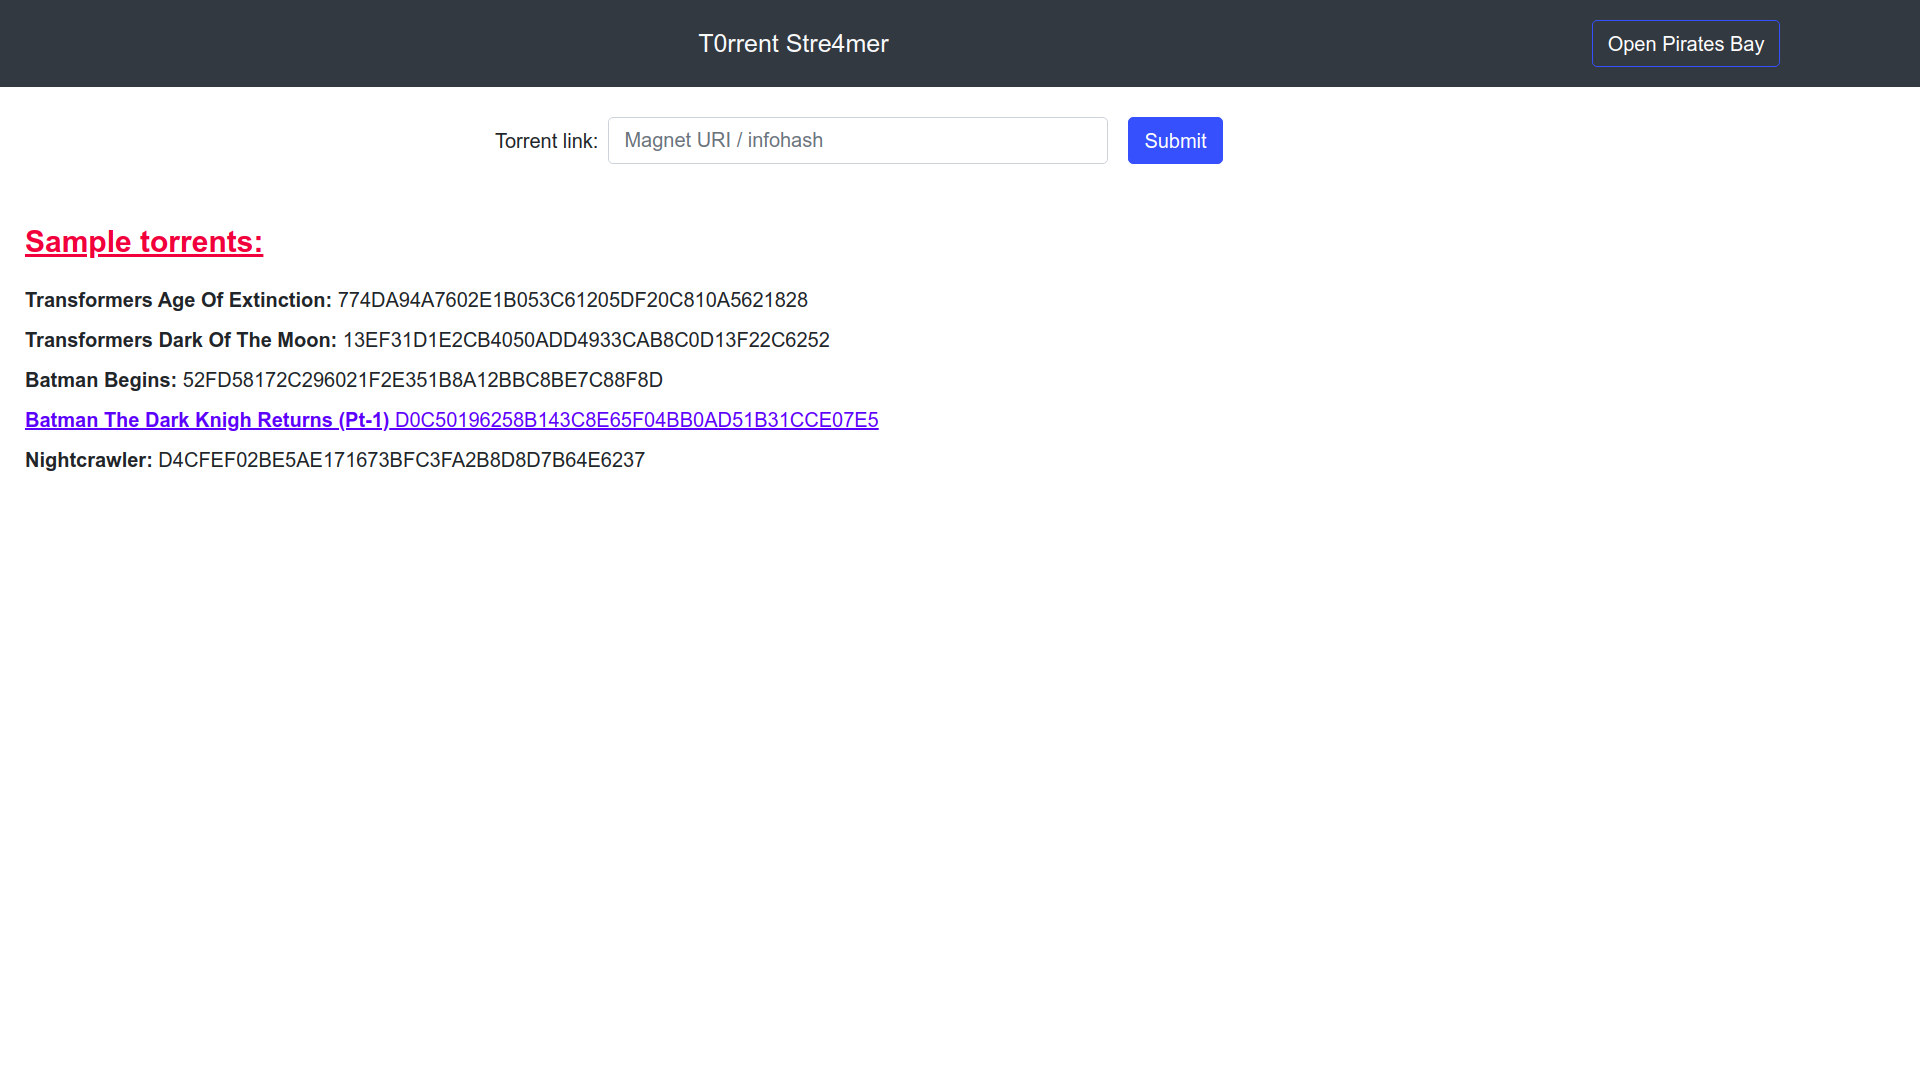 T0rrent Stre4mer
Open Pirates Bay
Torrent link:
Magnet URI / infohash
Submit
Sample torrents:
Transformers Age Of Extinction: 774DA94A7602E1B053C61205DF20C810A5621828
Transformers Dark Of The Moon: 13EF31D1E2CB4050ADD4933CAB8C0D13F22C6252
Batman Begins: 52FD58172C296021F2E351B8A12BBC8BE7C88F8D
Batman The Dark Knigh Returns (Pt-1) D0C50196258B143C8E65F04BB0AD51B31CCE07E5
Nightcrawler: D4CFEF02BE5AE171673BFC3FA2B8D8D7B64E6237